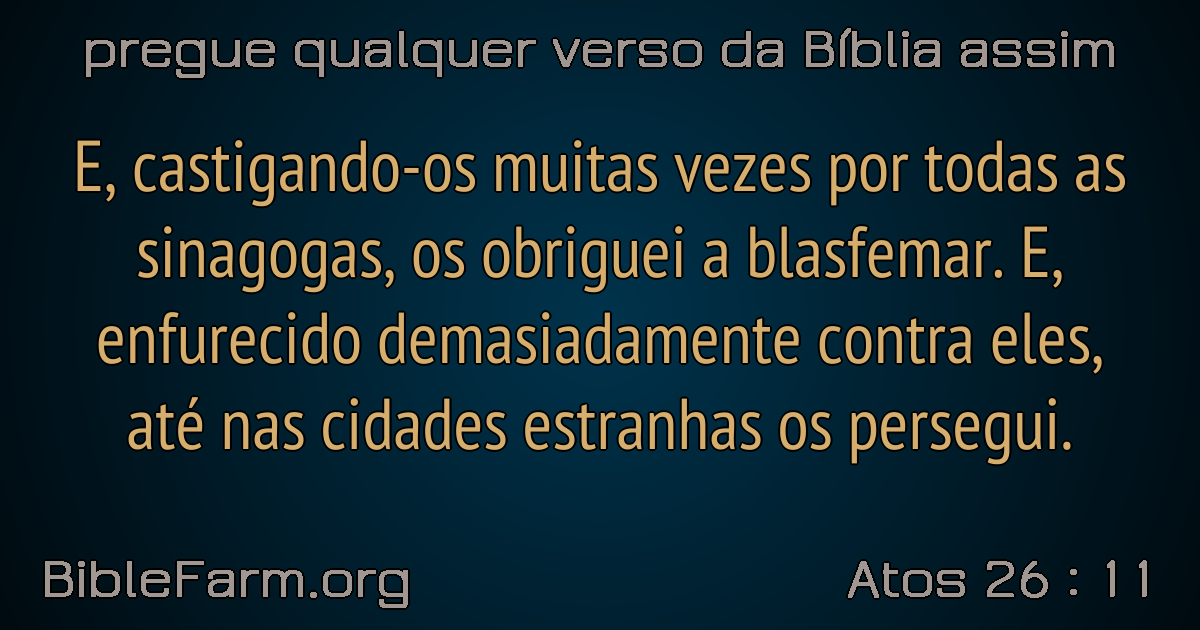 pregue qualquer verso da Bíblia assim
E, castigando-os muitas vezes por todas as
sinagogas, os obriguei a blasfemar. E,
enfurecido demasiadamente contra eles,
até nas cidades estranhas os persegui.
BibleFarm.org
Atos 26 : 11